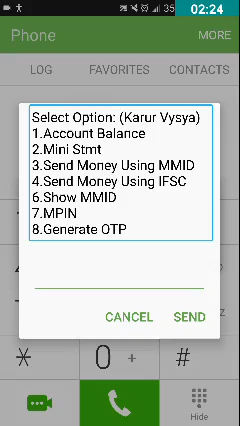 35 02:24
Phone MORE
LOG FAVORITES CONTACTS
Select Option: (Karur Vysya)
1.Account Balance
2.Mini Stmt
3.Send Money Using MMID
4.Send Money Using IFSC
6.Show MMID
7.MPIN
8.Generate OTP
CANCEL SEND
* 0 + #
Hide